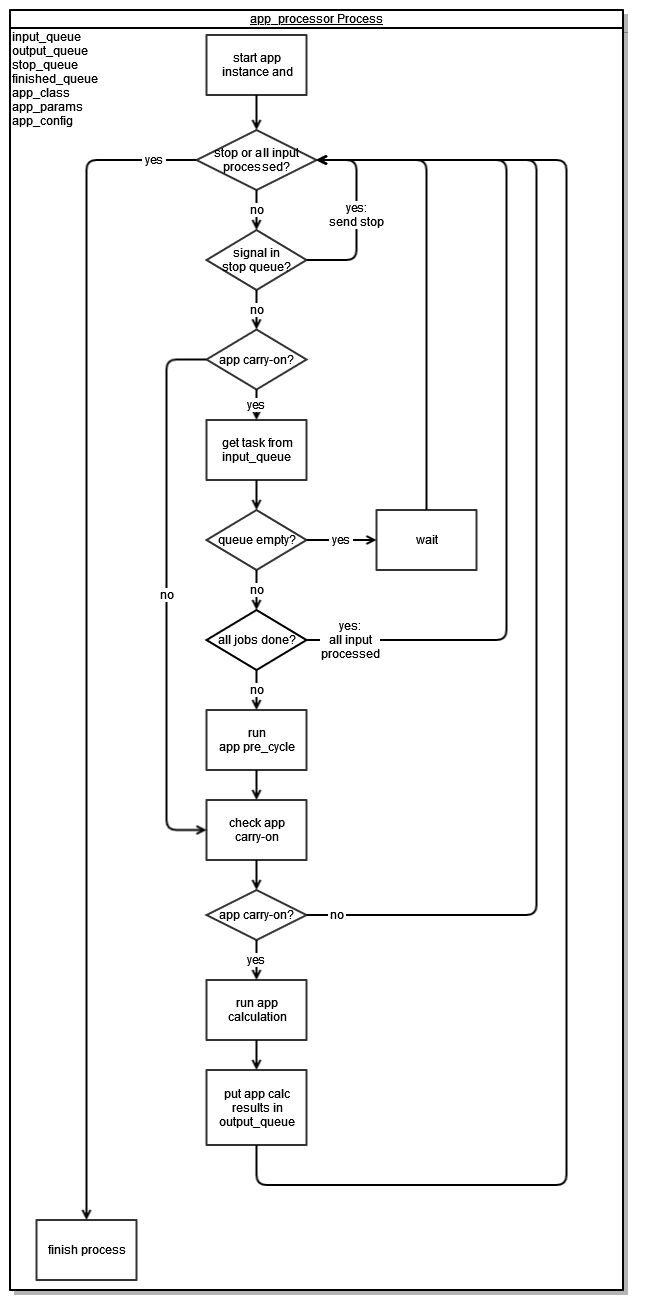 app_processor Process
input_queue
output_queue
stop_queue
finished_queue
app_class
app_params
app_config
start app
instance and
stop or all input
processed?
yes
no
yes:
send stop
signal in
stop queue?
no
app carry-on?
yes
get task from
input_queue
queue empty?
yes
wait
no
no
all jobs done?
yes:
all input
processed
no
run
app pre_cycle
check app
carry-on
app carry-on?
no
yes
run app
calculation
put app calc
results in
output_queue
finish process